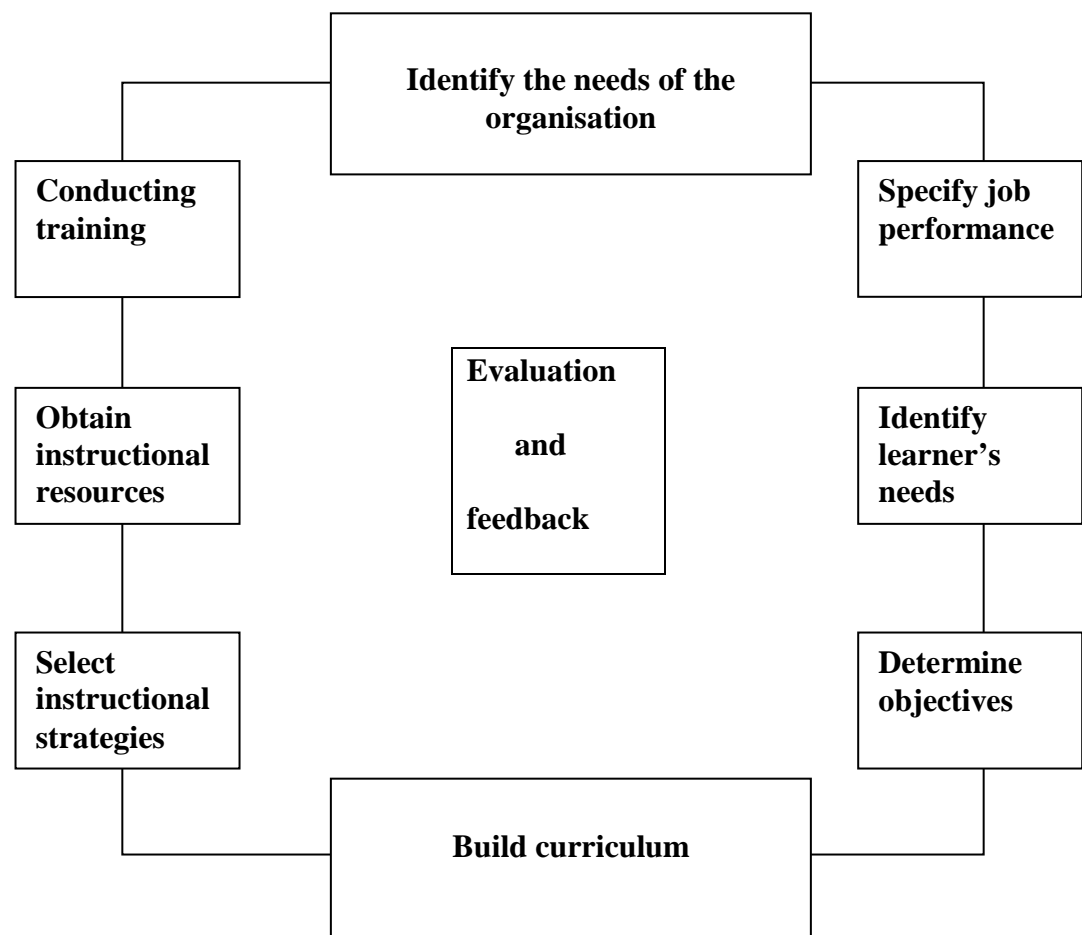 Identify the needs of the
organisation
Conducting
training
Specify job
performance
Evaluation
and
feedback
Obtain
instructional
resources
Identify
learner’s
needs
Select
instructional
strategies
Determine
objectives
Build curriculum